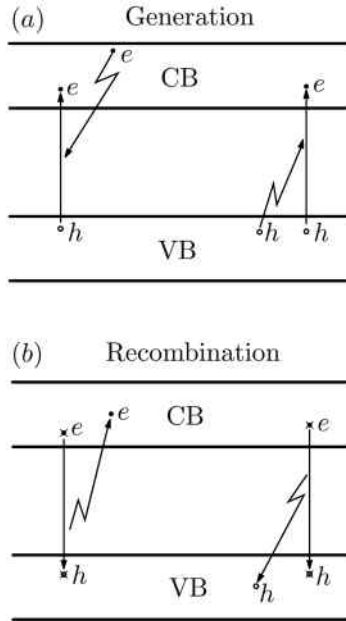 (a) Generation
e
e CB e
h h h
VB
(b) Recombination
e e CB e
h h h
VB